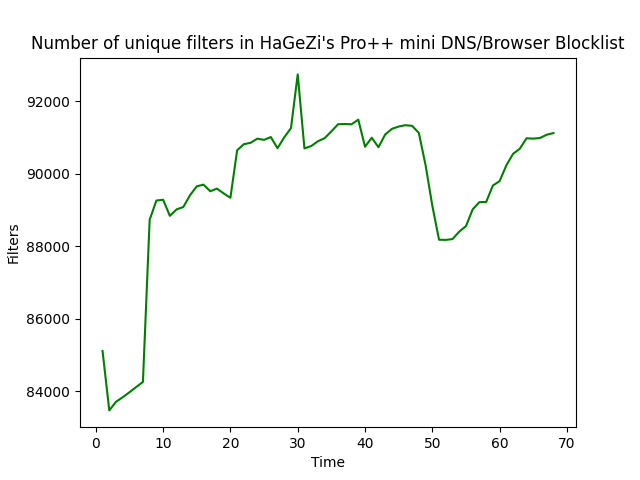 Number of unique filters in HaGeZi's Pro++ mini DNS/Browser Blocklist
92000
90000
88000
86000
84000
Filters
0 10 20 30 40 50 60 70
Time